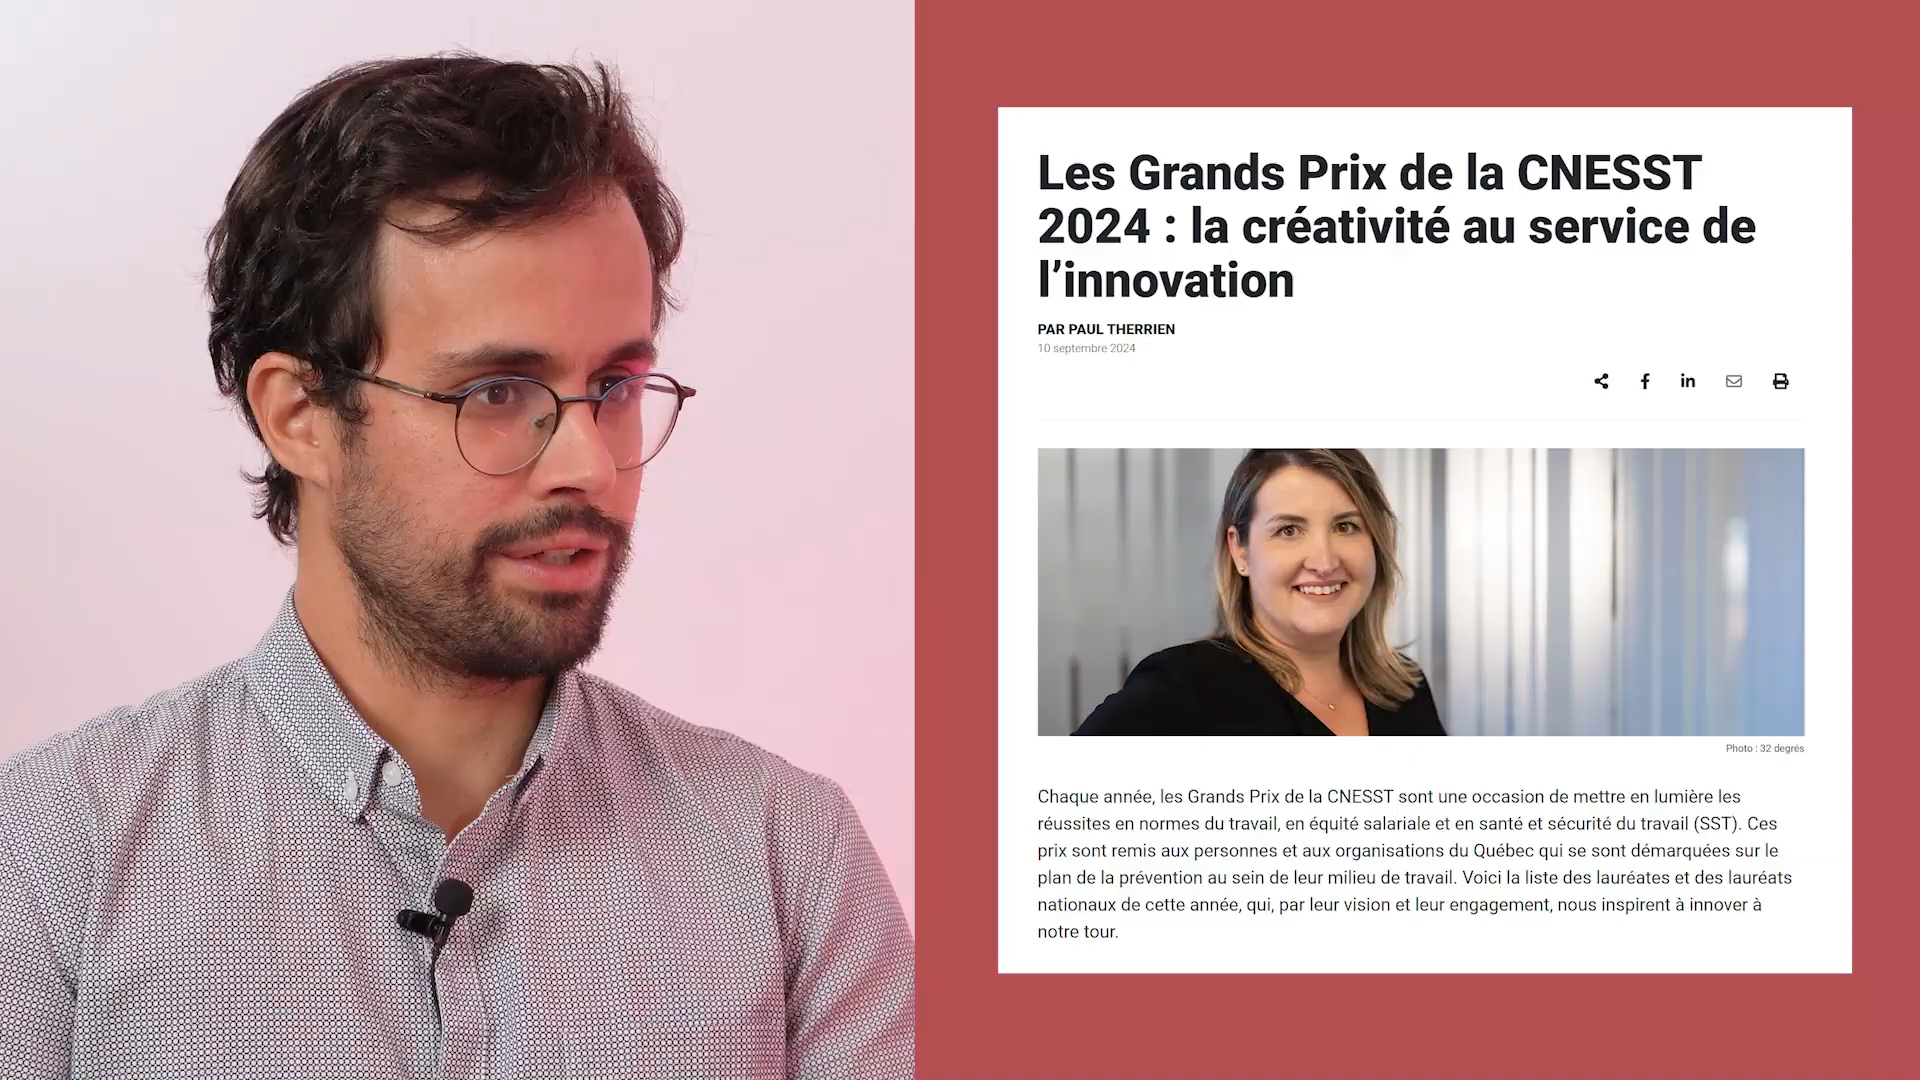 Les Grands Prix de la CNESST
2024 : la créativité au service de
l’innovation
PAR PAUL THERRIEN
10 septembre 2024
Photo : 32 degrés
Chaque année, les Grands Prix de la CNESST sont une occasion de mettre en lumière les
réussites en normes du travail, en équité salariale et en santé et sécurité du travail (SST). Ces
prix sont remis aux personnes et aux organisations du Québec qui se sont démarquées sur le
plan de la prévention au sein de leur milieu de travail. Voici la liste des lauréates et des lauréats
nationaux de cette année, qui, par leur vision et leur engagement, nous inspirent à innover à
notre tour.